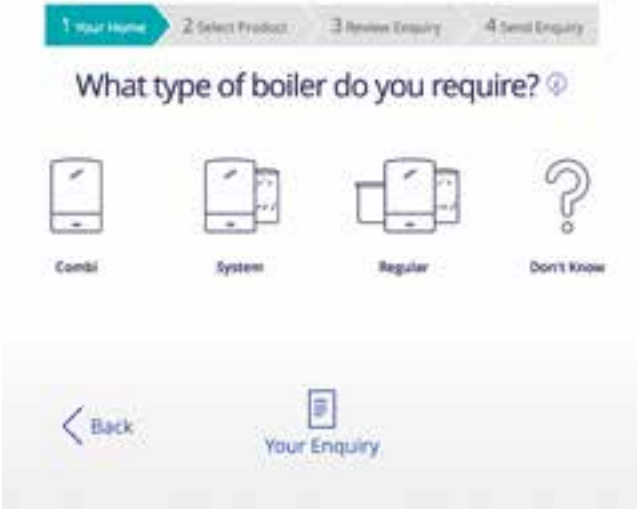 1 Your Home 2 Select Product 3 Review Enquiry 4 Send Enquiry
What type of boiler do you require?
Combi System Regular Don't Know
Back
Your Enquiry